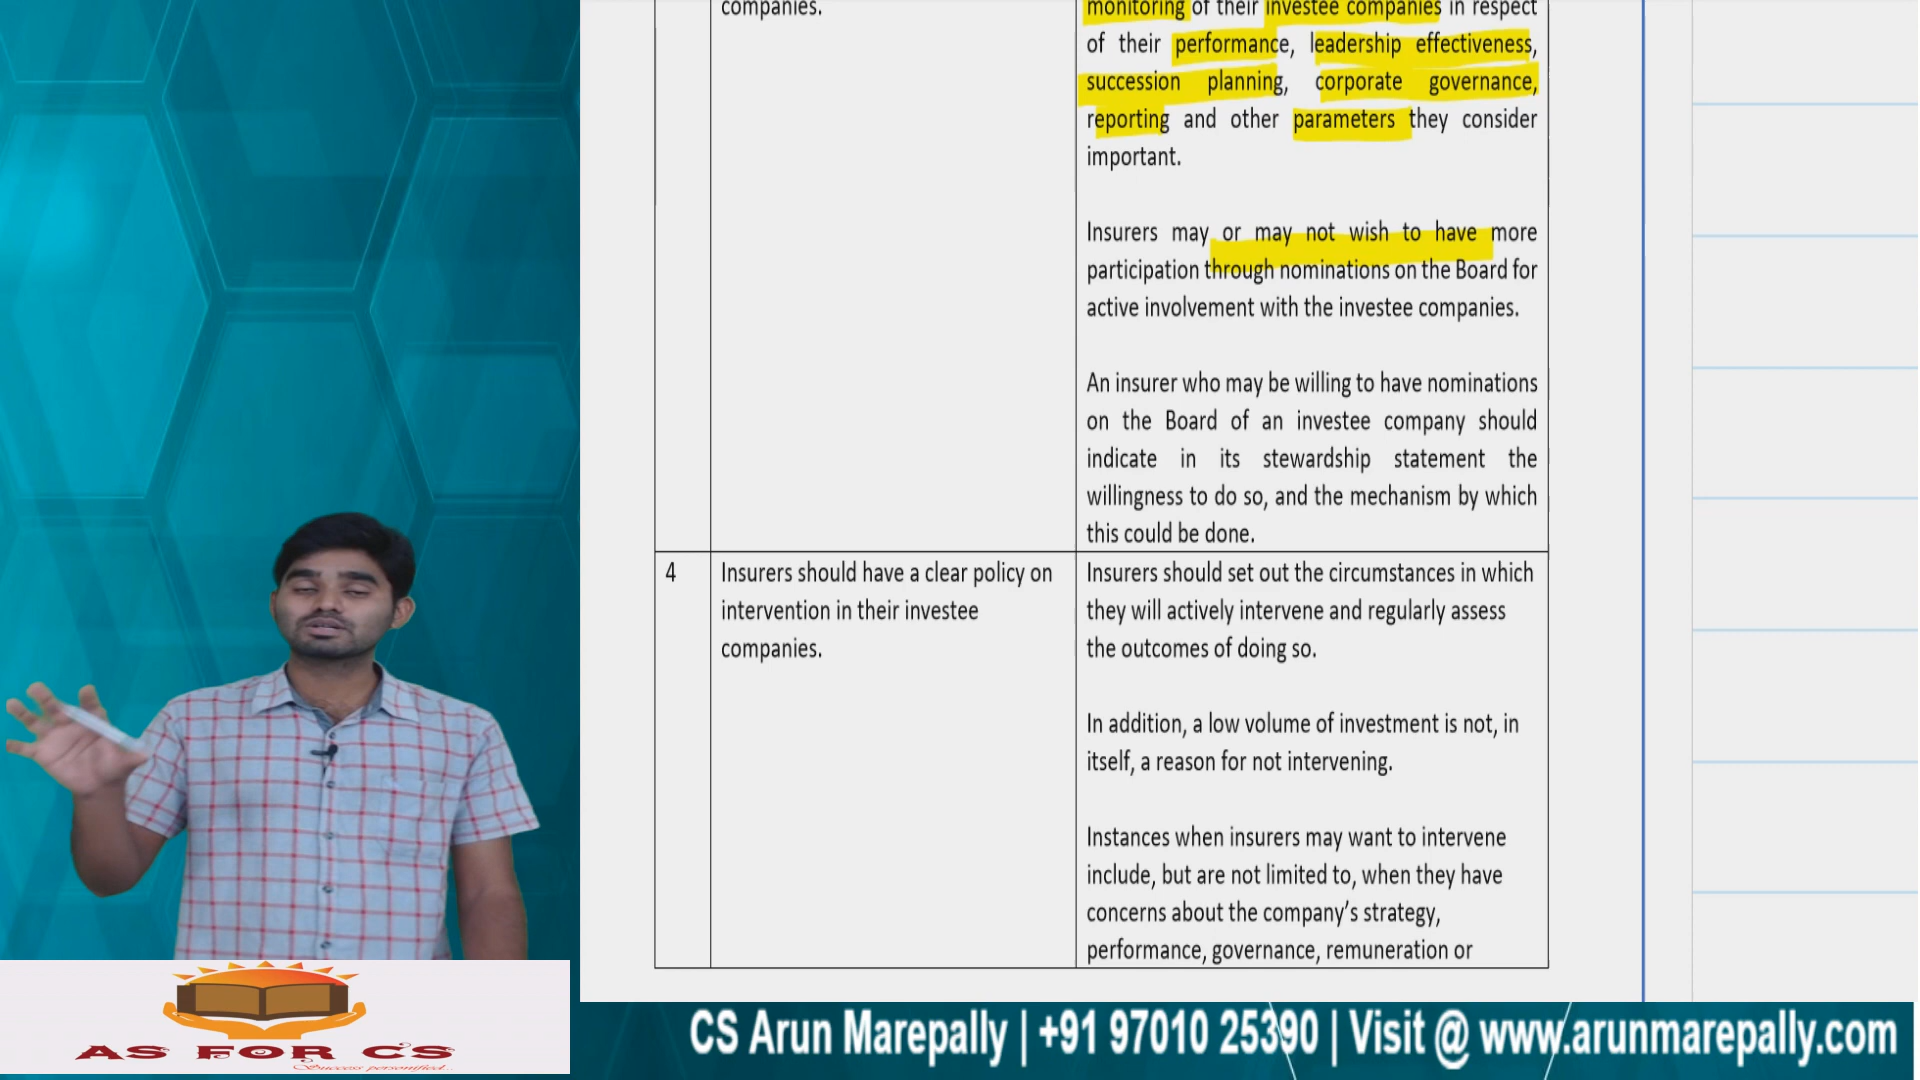 companies.
monitoring of their investee companies in respect
of their performance, leadership effectiveness,
succession planning, corporate governance,
reporting and other parameters they consider
important.
Insurers may or may not wish to have more
participation through nominations on the Board for
active involvement with the investee companies.
An insurer who may be willing to have nominations
on the Board of an investee company should
indicate in its stewardship statement the
willingness to do so, and the mechanism by which
this could be done.
4
Insurers should have a clear policy on
intervention in their investee
companies.
Insurers should set out the circumstances in which
they will actively intervene and regularly assess
the outcomes of doing so.
In addition, a low volume of investment is not, in
itself, a reason for not intervening.
Instances when insurers may want to intervene
include, but are not limited to, when they have
concerns about the company’s strategy,
performance, governance, remuneration or
AS FOR CS
Success personified...
CS Arun Marepally | +91 97010 25390 | Visit @ www.arunmarepally.com